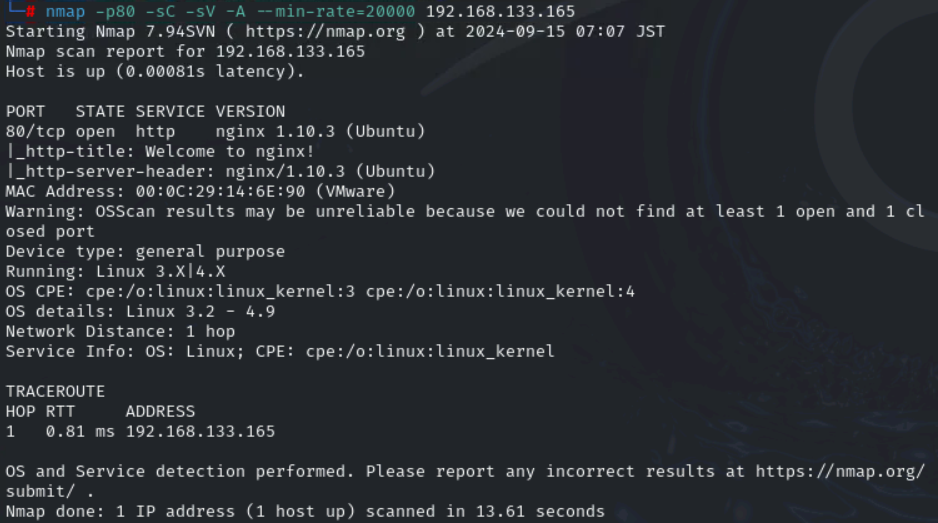 └─# nmap -p80 -sC -sV -A --min-rate=20000 192.168.133.165
Starting Nmap 7.94SVN ( https://nmap.org ) at 2024-09-15 07:07 JST
Nmap scan report for 192.168.133.165
Host is up (0.00081s latency).

PORT   STATE SERVICE VERSION
80/tcp open  http    nginx 1.10.3 (Ubuntu)
|_http-title: Welcome to nginx!
|_http-server-header: nginx/1.10.3 (Ubuntu)
MAC Address: 00:0C:29:14:6E:90 (VMware)
Warning: OSScan results may be unreliable because we could not find at least 1 open and 1 cl
osed port
Device type: general purpose
Running: Linux 3.X|4.X
OS CPE: cpe:/o:linux:linux_kernel:3 cpe:/o:linux:linux_kernel:4
OS details: Linux 3.2 - 4.9
Network Distance: 1 hop
Service Info: OS: Linux; CPE: cpe:/o:linux:linux_kernel

TRACEROUTE
HOP RTT     ADDRESS
1   0.81 ms 192.168.133.165

OS and Service detection performed. Please report any incorrect results at https://nmap.org/
submit/ .
Nmap done: 1 IP address (1 host up) scanned in 13.61 seconds